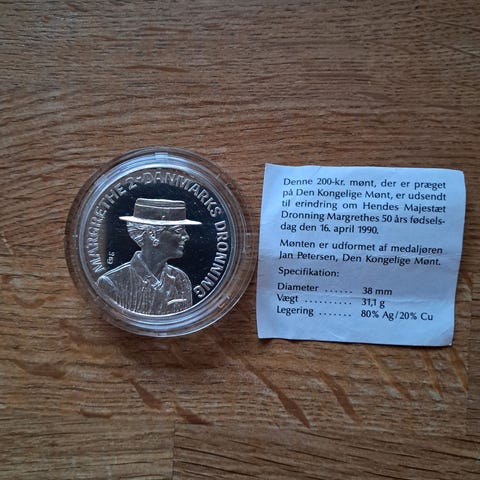 MARGRETHE 2·DANMARKS DRONNING
Denne 200-kr. mønt, der er præget
på Den Kongelige Mønt, er udsendt
til erindring om Hendes Majestæt
Dronning Margrethes 50 års fødsels-
dag den 16. april 1990.
Mønten er udformet af medaljøren
Jan Petersen, Den Kongelige Mønt.
Specifikation:
Diameter ...... 38 mm
Vægt .......... 31,1 g
Legering ....... 80% Ag/20% Cu